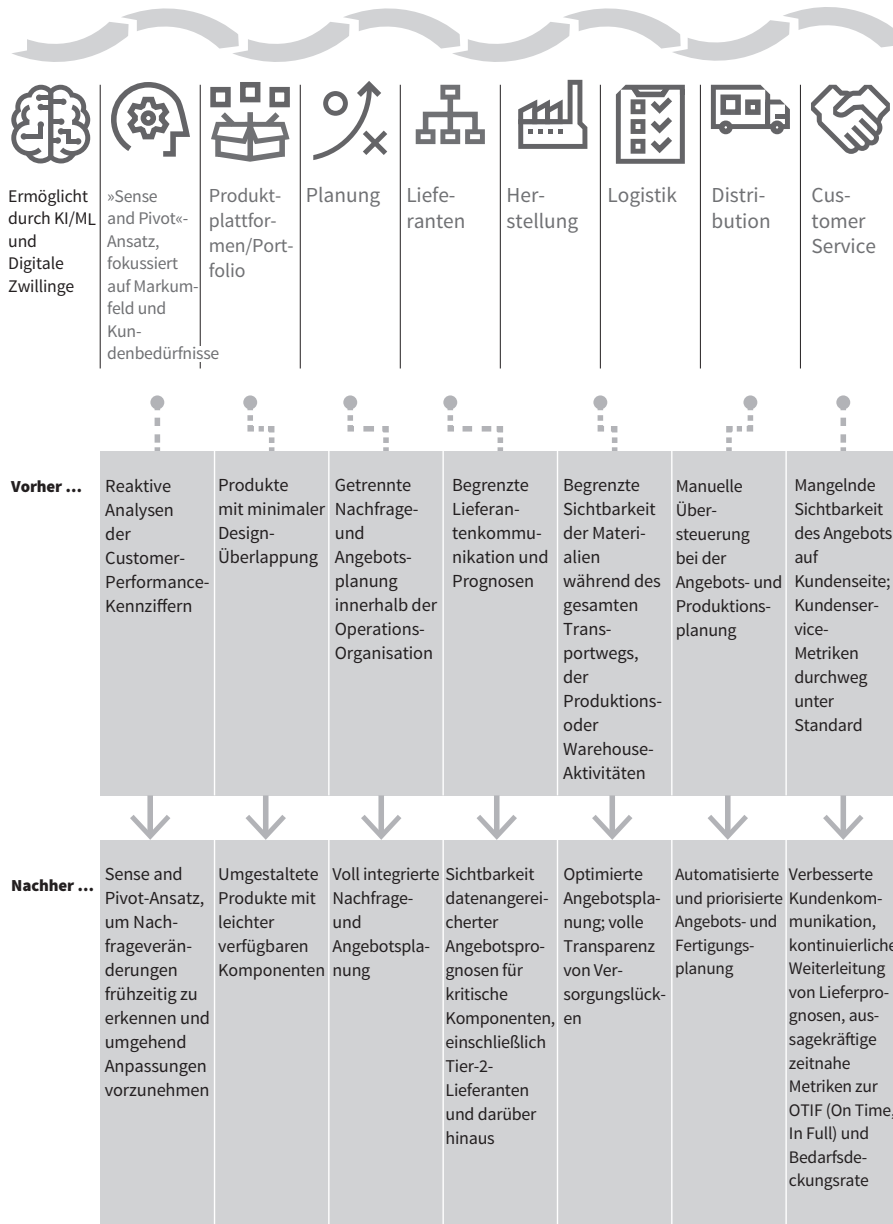 Ermöglicht
durch KI/ML
und
Digitale
Zwillinge
»Sense
and Pivot«-
Ansatz,
fokussiert
auf Markum-
feld und
Kun-
denbedürfnisse
Produkt-
plattfor-
men/Port-
folio
Planung
Liefe-
ranten
Her-
stellung
Logistik
Distri-
bution
Cus-
tomer
Service
Vorher ...
Reaktive
Analysen
der
Customer-
Performance-
Kennziffern
Produkte
mit minimaler
Design-
Überlappung
Getrennte
Nachfrage-
und
Angebots-
planung
innerhalb der
Operations-
Organisation
Begrenzte
Lieferan-
tenkommu-
nikation und
Prognosen
Begrenzte
Sichtbarkeit
der Materi-
alien
während des
gesamten
Trans-
portwegs,
der
Produktions-
oder
Warehouse-
Aktivitäten
Manuelle
Über-
steuerung
bei der
Angebots- und
Produktions-
planung
Mangelnde
Sichtbarkeit
des Angebots
auf
Kundenseite;
Kundenser-
vice-
Metriken
durchweg
unter
Standard
Nachher ...
Sense and
Pivot-Ansatz,
um Nach-
frageverän-
derungen
frühzeitig zu
erkennen und
umgehend
Anpassungen
vorzunehmen
Umgestaltete
Produkte mit
leichter
verfügbaren
Komponenten
Voll integrierte
Nachfrage-
und
Angebotspla-
nung
Sichtbarkeit
datenangerei-
cherter
Angebotspro-
gnosen für
kritische
Komponenten,
einschließlich
Tier-2-
Lieferanten
und darüber
hinaus
Optimierte
Angebotspla-
nung; volle
Transparenz
von Ver-
sorgungslück-
en
Automatisierte
und priorisierte
Angebots- und
Fertigungs-
planung
Verbesserte
Kundenkom-
munikation,
kontinuierliche
Weiterleitung
von Lieferpro-
gnosen, aus-
sagekräftige
zeitnahe
Metriken zur
OTIF (On Time,
In Full) und
Bedarfsde-
ckungsrate